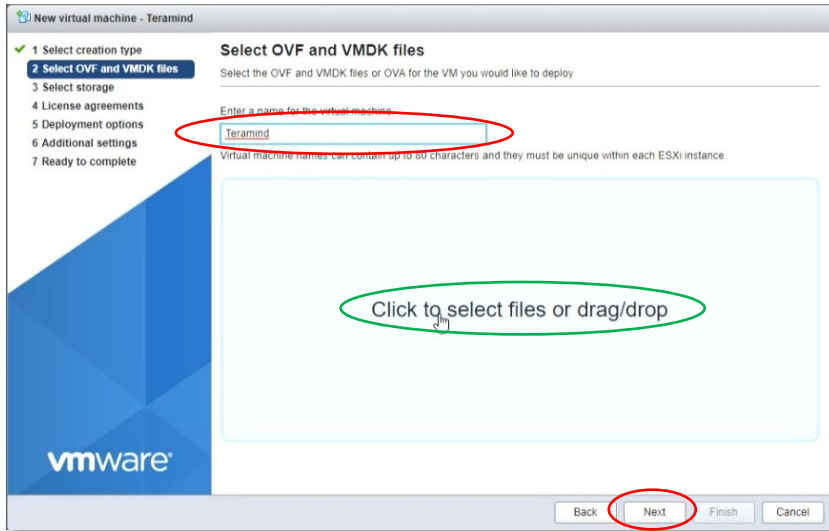 New virtual machine - Teramind
1 Select creation type
2 Select OVF and VMDK files
3 Select storage
4 License agreements
5 Deployment options
6 Additional settings
7 Ready to complete
Select OVF and VMDK files
Select the OVF and VMDK files or OVA for the VM you would like to deploy
Enter a name for the virtual machine.
Teramind
Virtual machine names can contain up to 80 characters and they must be unique within each ESXi instance.
Click to select files or drag/drop
vmware®
Back Next Finish Cancel